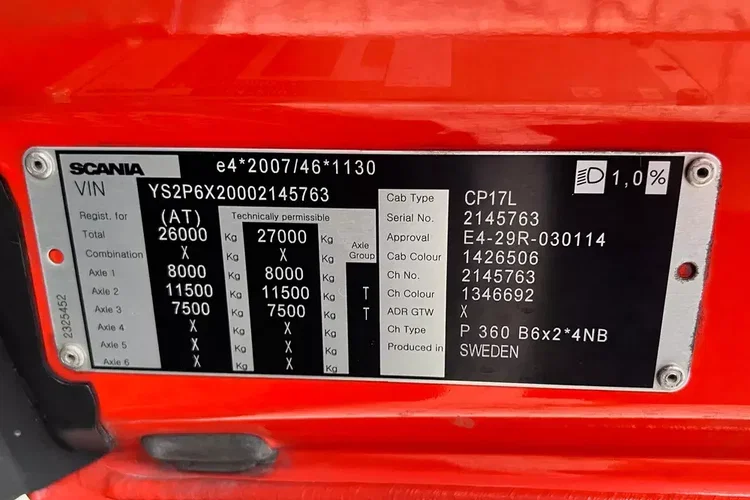 SCANIA e4*2007/46*1130 1,0 %
VIN YS2P6X20002145763
Regist. for (AT) Technically permissible
Total 26000 Kg 27000 Kg Axle Group
Combination X Kg X Kg
Axle 1 8000 Kg 8000 Kg
Axle 2 11500 Kg 11500 Kg T
Axle 3 7500 Kg 7500 Kg T
Axle 4 X Kg X Kg
Axle 5 X Kg X Kg
Axle 6 X Kg X Kg
Cab Type CP17L
Serial No. 2145763
Approval E4-29R-030114
Cab Colour 1426506
Ch No. 2145763
Ch Colour 1346692
ADR GTW X
Ch Type P 360 B6x2*4NB
Produced in SWEDEN
2325452